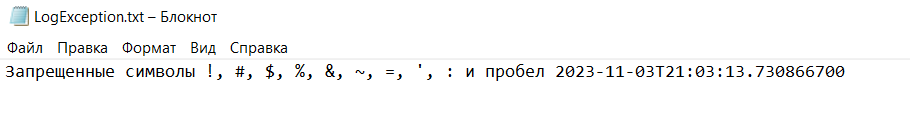 LogException.txt – Блокнот
Файл Правка Формат Вид Справка
Запрещенные символы !, #, $, %, &, ~, =, ', : и пробел 2023-11-03T21:03:13.730866700